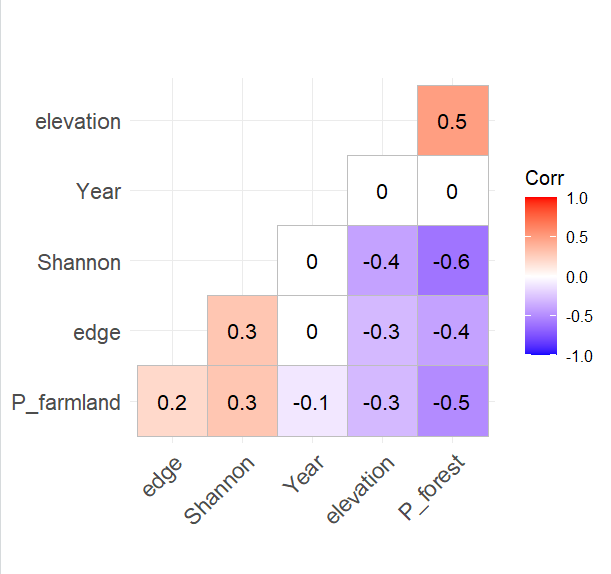 elevation 0.5
Corr
Year 0 0
1.0
0.5
0.0
-0.5
-1.0
Shannon 0 -0.4 -0.6
edge 0.3 0 -0.3 -0.4
P_farmland 0.2 0.3 -0.1 -0.3 -0.5
edge Shannon Year elevation P_forest